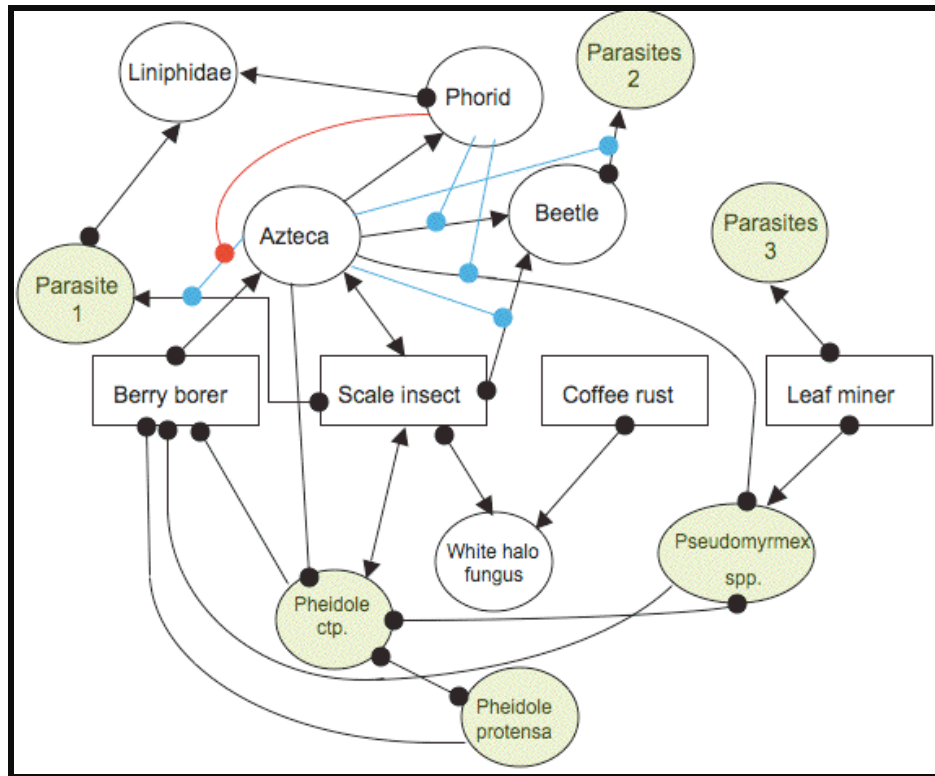 Liniphidae
Phorid
Parasites
2
Azteca
Beetle
Parasites
3
Parasite
1
Berry borer
Scale insect
Coffee rust
Leaf miner
White halo
fungus
Pseudomyrmex
spp.
Pheidole
ctp.
Pheidole
protensa